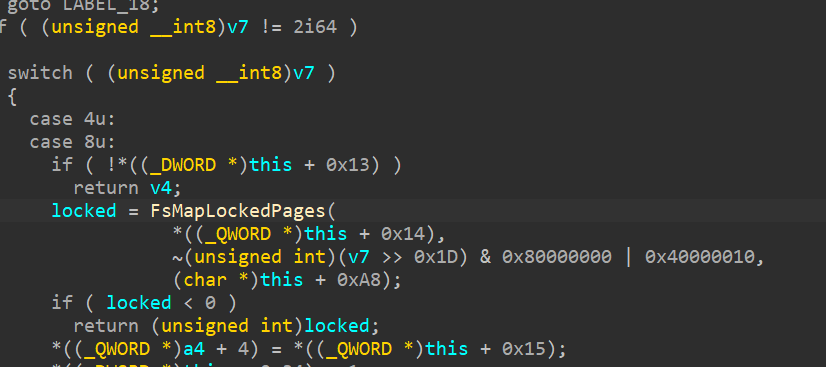 goto LABEL_18;
f ( (unsigned __int8)v7 != 2i64 )
switch ( (unsigned __int8)v7 )
{
case 4u:
case 8u:
if ( !*((_DWORD *)this + 0x13) )
return v4;
locked = FsMapLockedPages(
*((_QWORD *)this + 0x14),
~(unsigned int)(v7 >> 0x1D) & 0x80000000 | 0x40000010,
(char *)this + 0xA8);
if ( locked < 0 )
return (unsigned int)locked;
*((_QWORD *)a4 + 4) = *((_QWORD *)this + 0x15);